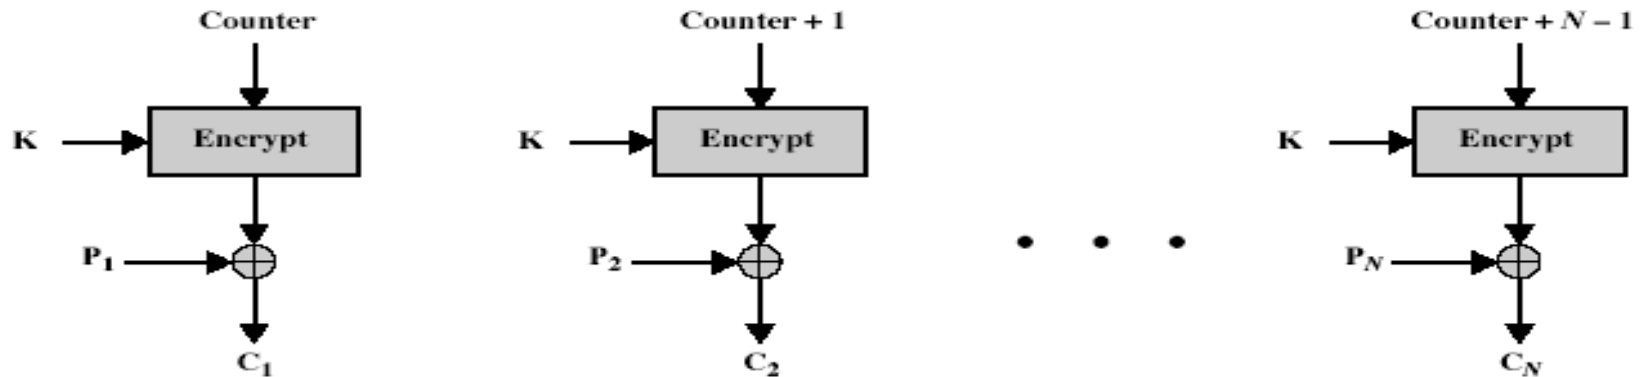 Counter Counter + 1 Counter + N – 1
K Encrypt K Encrypt K Encrypt
P1 P2 PN
C1 C2 CN